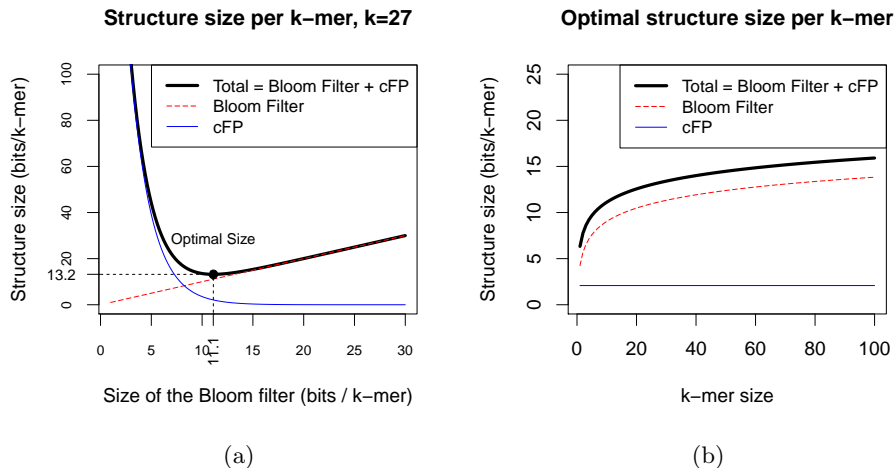 Structure size per k−mer, k=27
Structure size (bits/k−mer)
100
80
60
40
20
13.2
0
Total = Bloom Filter + cFP
Bloom Filter
cFP
Optimal Size
0 5 10 15 20 25 30
11.1
Size of the Bloom filter (bits / k−mer)
(a)
Optimal structure size per k−mer
Structure size (bits/k−mer)
25
20
15
10
5
0
Total = Bloom Filter + cFP
Bloom Filter
cFP
0 20 40 60 80 100
k−mer size
(b)